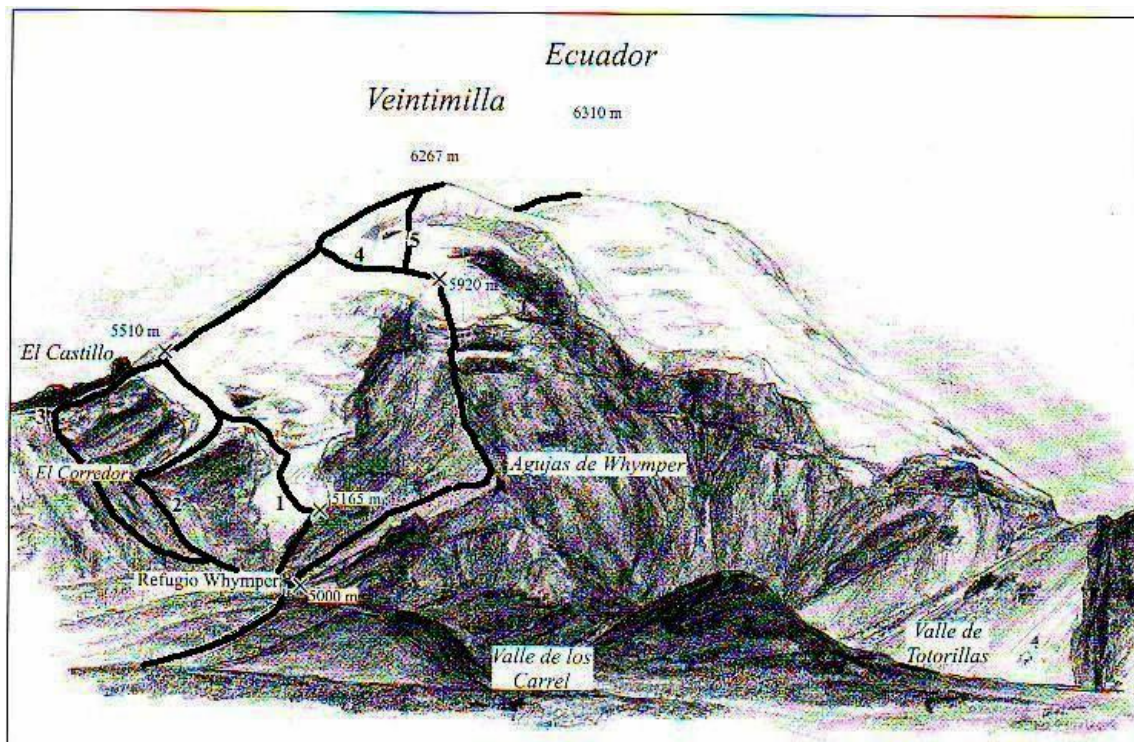 Ecuador
Veintimilla
6310 m
6267 m
5
4
5920 m
5510 m
El Castillo
3
El Corredor
Agujas de Whymper
2
1
5165 m
Refugio Whymper
5000 m
Valle de
Totorillas
Valle de los
Carrel